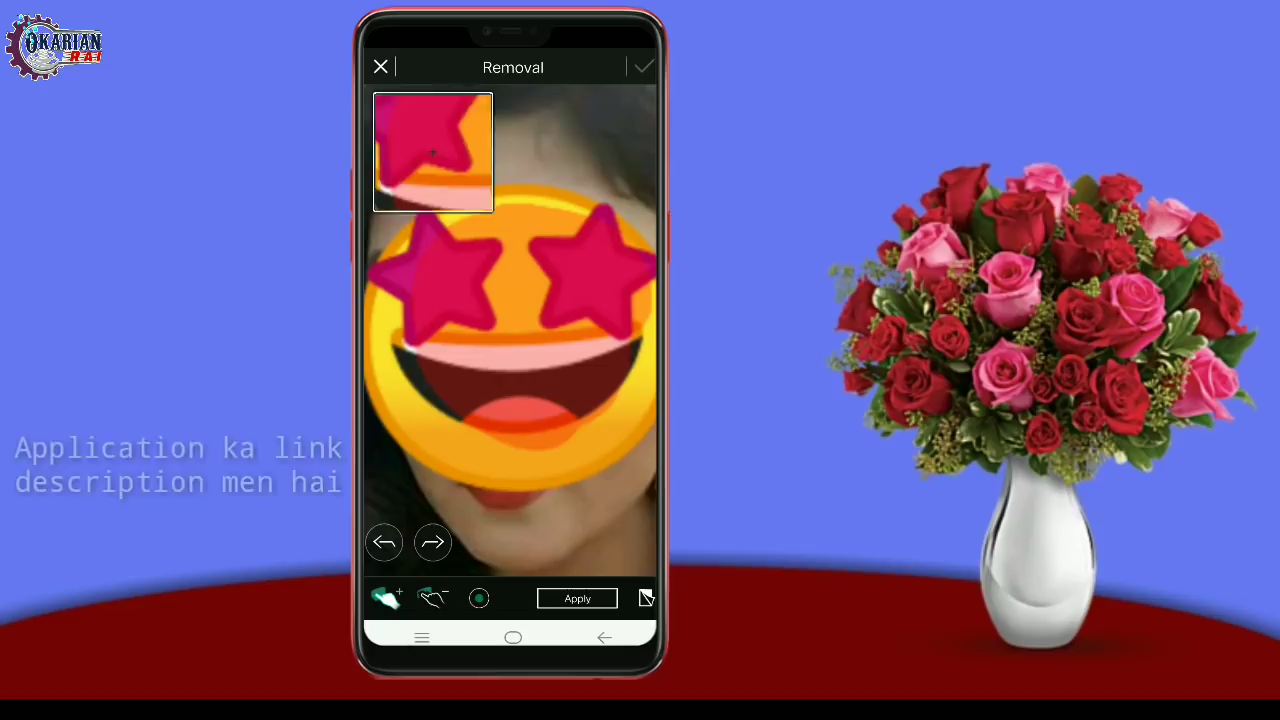 OKARIAN
RAI
Removal
Application ka link
description men hai
Apply